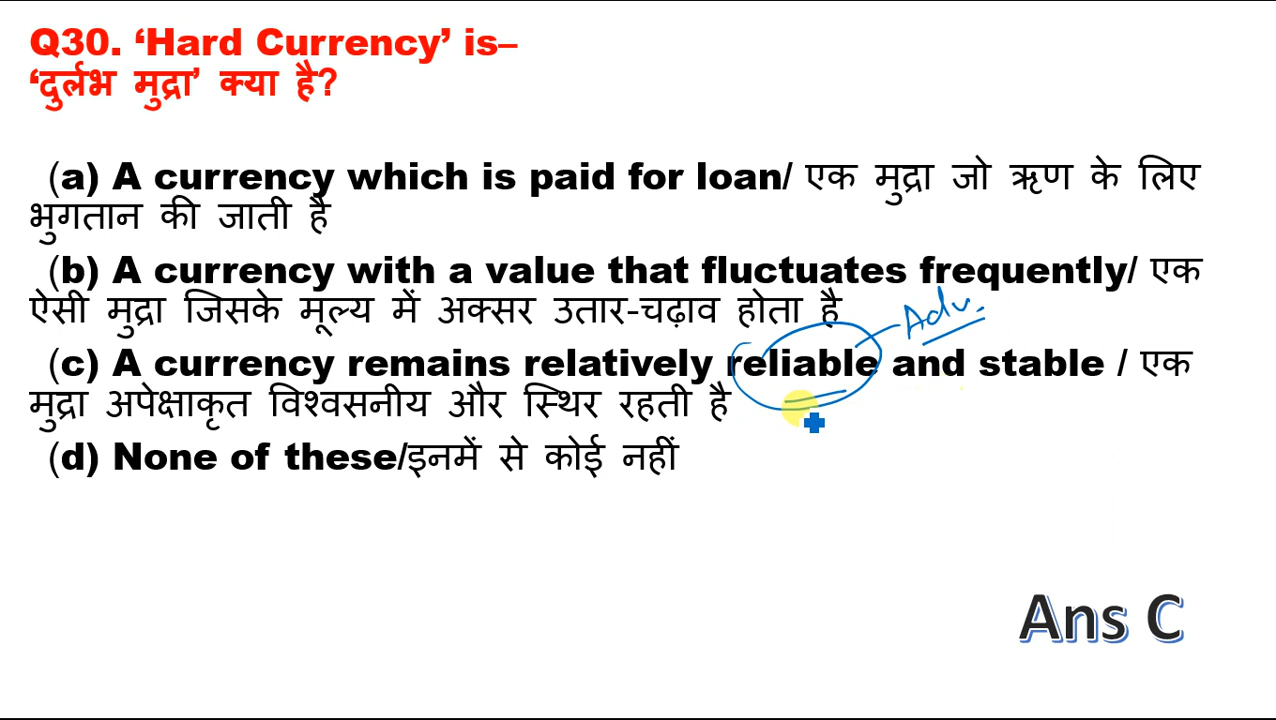 Q30. ‘Hard Currency’ is–
‘दुर्लभ मुद्रा’ क्या है?
(a) A currency which is paid for loan/ एक मुद्रा जो ऋण के लिए
भुगतान की जाती है
(b) A currency with a value that fluctuates frequently/ एक
ऐसी मुद्रा जिसके मूल्य में अक्सर उतार-चढ़ाव होता है
Adv.
(c) A currency remains relatively reliable and stable / एक
मुद्रा अपेक्षाकृत विश्वसनीय और स्थिर रहती है
(d) None of these/इनमें से कोई नहीं
Ans C